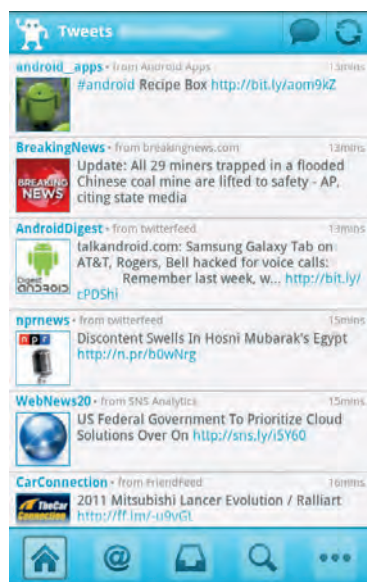 Tweets
android_apps • from Android Apps 13mins
#android Recipe Box http://bit.ly/aom9kZ
BreakingNews • from breakingnews.com 13mins
BREAKING
NEWS
Update: All 29 miners trapped in a flooded
Chinese coal mine are lifted to safety - AP,
citing state media
AndroidDigest • from twitterfeed 13mins
Digest
android
talkandroid.com: Samsung Galaxy Tab on
AT&T, Rogers, Bell hacked for voice calls:
Remember last week, w... http://bit.ly/
cPD5hi
nprnews • from twitterfeed 15mins
n p r
Discontent Swells In Hosni Mubarak's Egypt
http://n.pr/b0wNrg
WebNews20 • from SNS Analytics 15mins
US Federal Government To Prioritize Cloud
Solutions Over On http://sns.ly/i5Y60
CarConnection • from FriendFeed 16mins
TheCar
Connection
2011 Mitsubishi Lancer Evolution / Ralliart
http://ff.im/-u9vGL
@